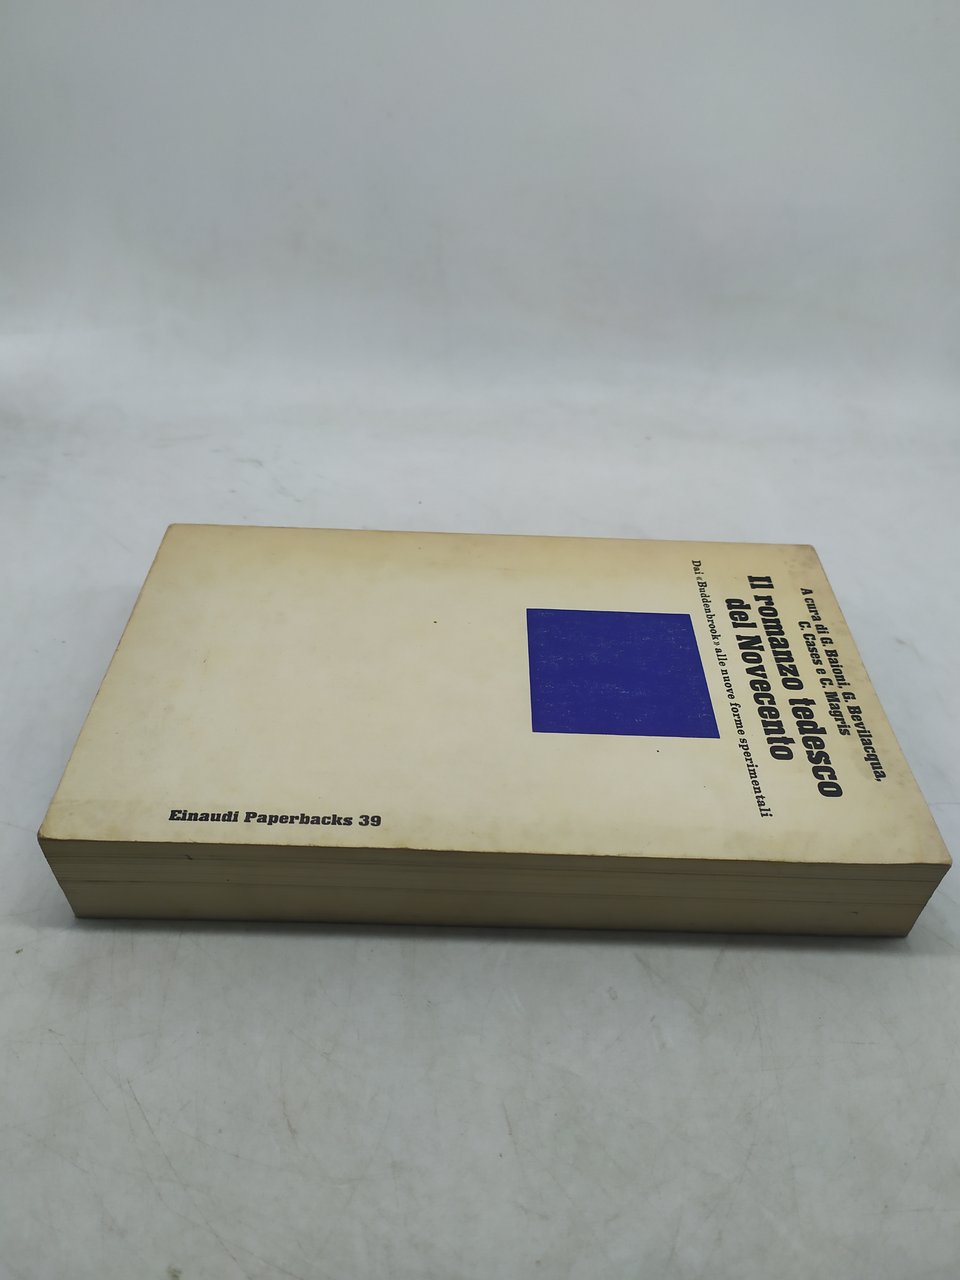 A cura di G. Baioni, G. Bevilacqua,
C. Cases e C. Magris
Il romanzo tedesco
del Novecento
Dai «Buddenbrook» alle nuove forme sperimentali
Einaudi Paperbacks 39